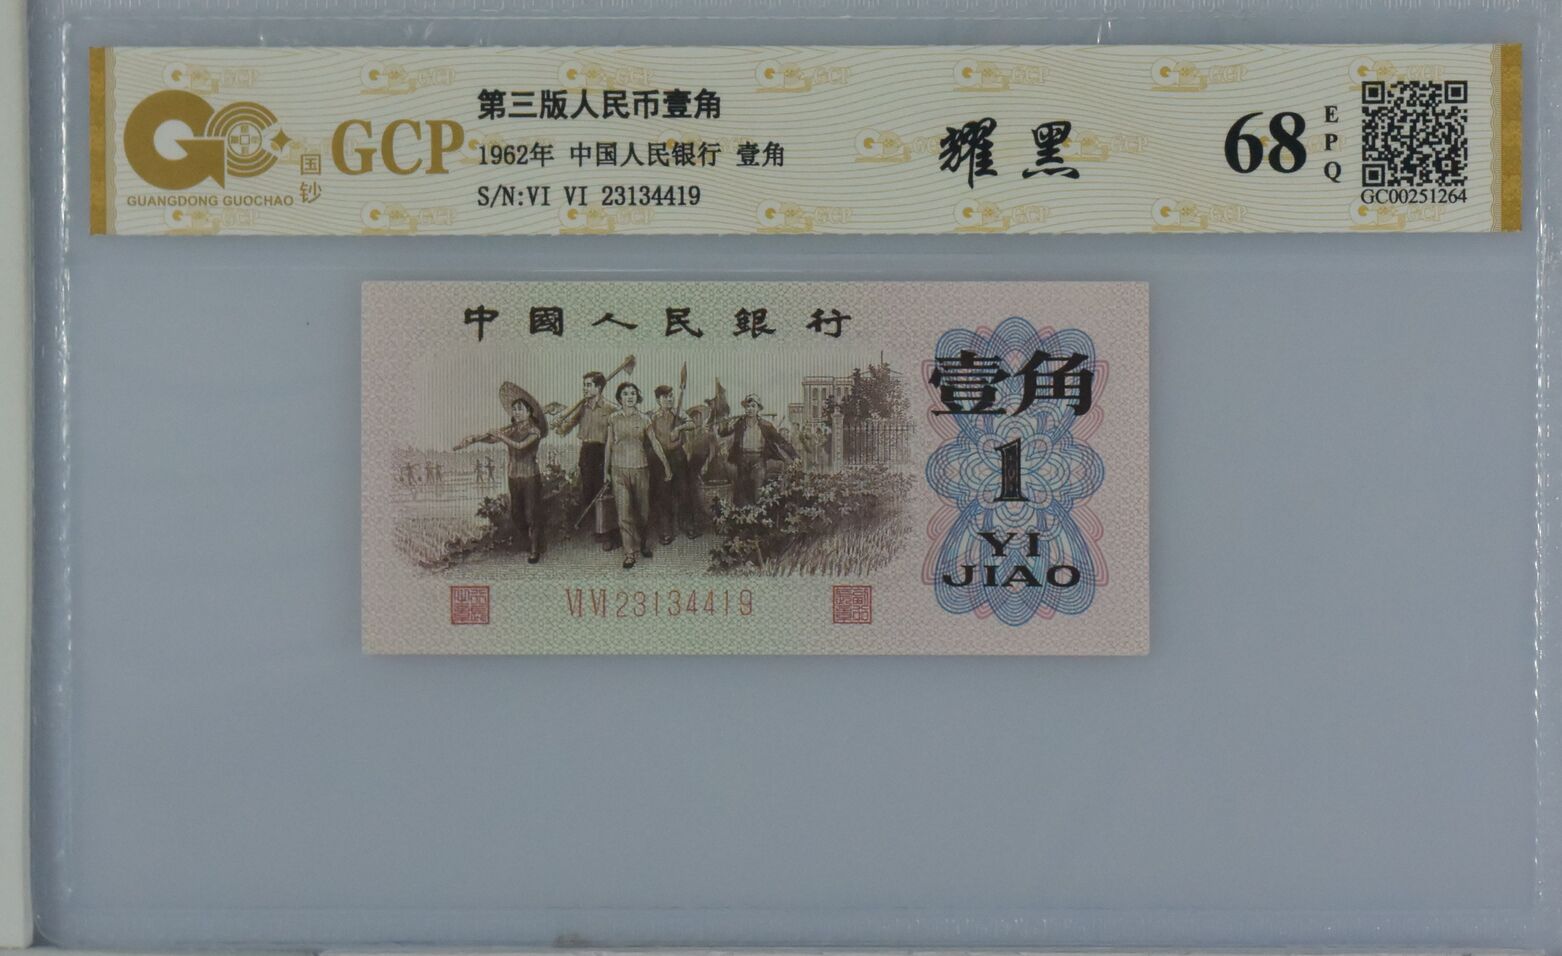 第三版人民币壹角
GCP
国钞
1962年 中国人民银行 壹角
S/N:VI VI 23134419
GUANGDONG GUOCHAO
耀黑
68
EPQ
GC00251264
中國人民銀行
壹角
1
YI
JIAO
VI VI 23134419